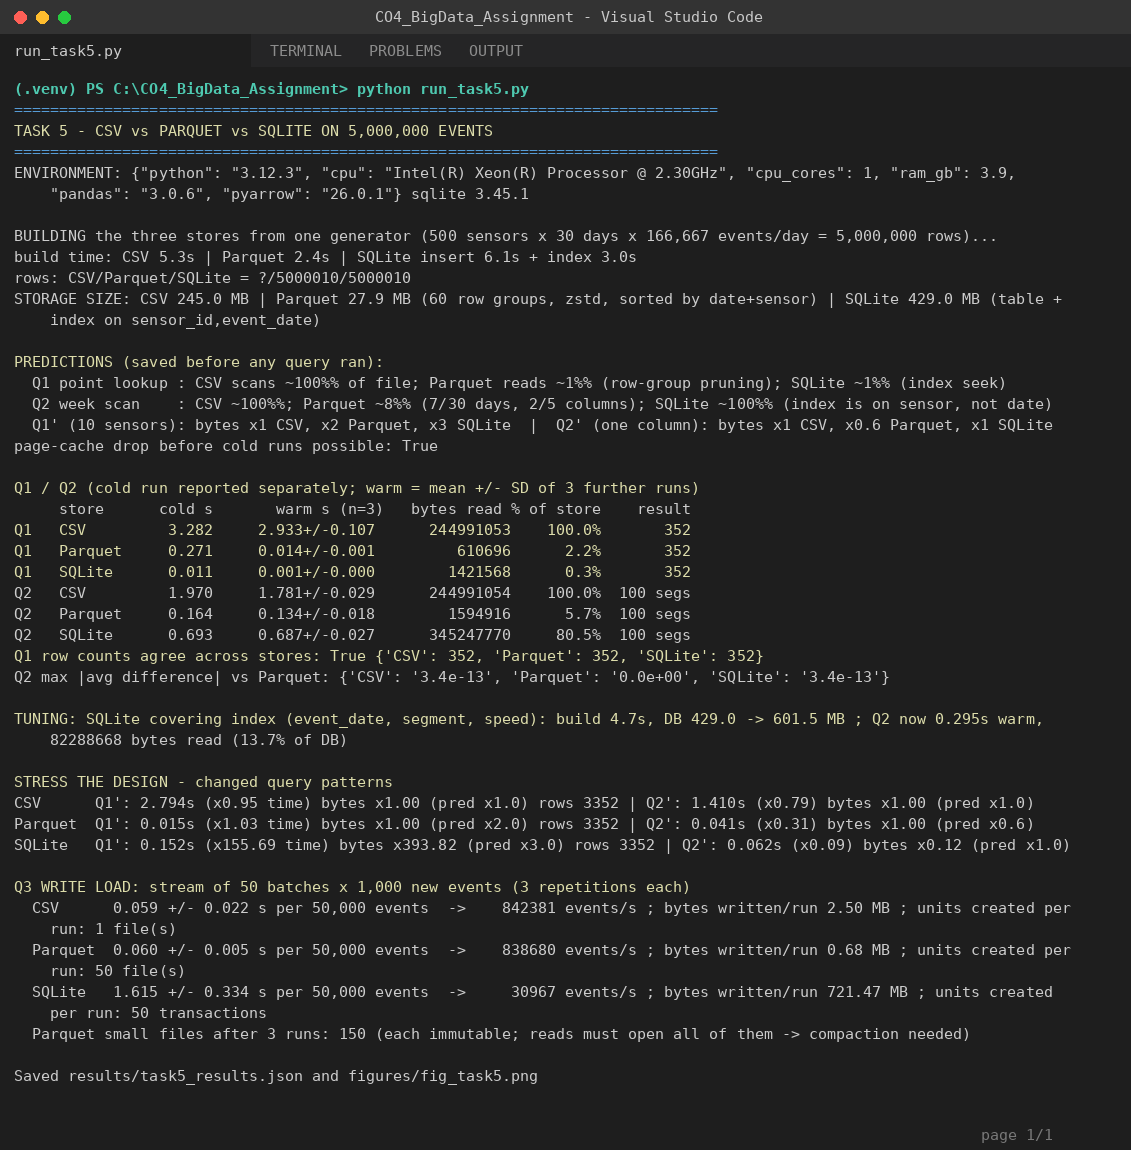 CO4_BigData_Assignment - Visual Studio Code
run_task5.py TERMINAL PROBLEMS OUTPUT
(.venv) PS C:\CO4_BigData_Assignment> python run_task5.py
==============================================================================
TASK 5 - CSV vs PARQUET vs SQLITE ON 5,000,000 EVENTS
==============================================================================
ENVIRONMENT: {"python": "3.12.3", "cpu": "Intel(R) Xeon(R) Processor @ 2.30GHz", "cpu_cores": 1, "ram_gb": 3.9,
    "pandas": "3.0.6", "pyarrow": "26.0.1"} sqlite 3.45.1

BUILDING the three stores from one generator (500 sensors x 30 days x 166,667 events/day = 5,000,000 rows)...
build time: CSV 5.3s | Parquet 2.4s | SQLite insert 6.1s + index 3.0s
rows: CSV/Parquet/SQLite = ?/5000010/5000010
STORAGE SIZE: CSV 245.0 MB | Parquet 27.9 MB (60 row groups, zstd, sorted by date+sensor) | SQLite 429.0 MB (table +
    index on sensor_id,event_date)

PREDICTIONS (saved before any query ran):
  Q1 point lookup : CSV scans ~100%% of file; Parquet reads ~1%% (row-group pruning); SQLite ~1%% (index seek)
  Q2 week scan    : CSV ~100%%; Parquet ~8%% (7/30 days, 2/5 columns); SQLite ~100%% (index is on sensor, not date)
  Q1' (10 sensors): bytes x1 CSV, x2 Parquet, x3 SQLite  |  Q2' (one column): bytes x1 CSV, x0.6 Parquet, x1 SQLite
page-cache drop before cold runs possible: True

Q1 / Q2 (cold run reported separately; warm = mean +/- SD of 3 further runs)
     store      cold s       warm s (n=3)   bytes read % of store    result
Q1   CSV         3.282     2.933+/-0.107      244991053    100.0%       352
Q1   Parquet     0.271     0.014+/-0.001         610696      2.2%       352
Q1   SQLite      0.011     0.001+/-0.000        1421568      0.3%       352
Q2   CSV         1.970     1.781+/-0.029      244991054    100.0%  100 segs
Q2   Parquet     0.164     0.134+/-0.018        1594916      5.7%  100 segs
Q2   SQLite      0.693     0.687+/-0.027      345247770     80.5%  100 segs
Q1 row counts agree across stores: True {'CSV': 352, 'Parquet': 352, 'SQLite': 352}
Q2 max |avg difference| vs Parquet: {'CSV': '3.4e-13', 'Parquet': '0.0e+00', 'SQLite': '3.4e-13'}

TUNING: SQLite covering index (event_date, segment, speed): build 4.7s, DB 429.0 -> 601.5 MB ; Q2 now 0.295s warm,
    82288668 bytes read (13.7% of DB)

STRESS THE DESIGN - changed query patterns
CSV      Q1': 2.794s (x0.95 time) bytes x1.00 (pred x1.0) rows 3352 | Q2': 1.410s (x0.79) bytes x1.00 (pred x1.0)
Parquet  Q1': 0.015s (x1.03 time) bytes x1.00 (pred x2.0) rows 3352 | Q2': 0.041s (x0.31) bytes x1.00 (pred x0.6)
SQLite   Q1': 0.152s (x155.69 time) bytes x393.82 (pred x3.0) rows 3352 | Q2': 0.062s (x0.09) bytes x0.12 (pred x1.0)

Q3 WRITE LOAD: stream of 50 batches x 1,000 new events (3 repetitions each)
  CSV      0.059 +/- 0.022 s per 50,000 events  ->    842381 events/s ; bytes written/run 2.50 MB ; units created per
    run: 1 file(s)
  Parquet  0.060 +/- 0.005 s per 50,000 events  ->    838680 events/s ; bytes written/run 0.68 MB ; units created per
    run: 50 file(s)
  SQLite   1.615 +/- 0.334 s per 50,000 events  ->     30967 events/s ; bytes written/run 721.47 MB ; units created
    per run: 50 transactions
  Parquet small files after 3 runs: 150 (each immutable; reads must open all of them -> compaction needed)

Saved results/task5_results.json and figures/fig_task5.png
page 1/1